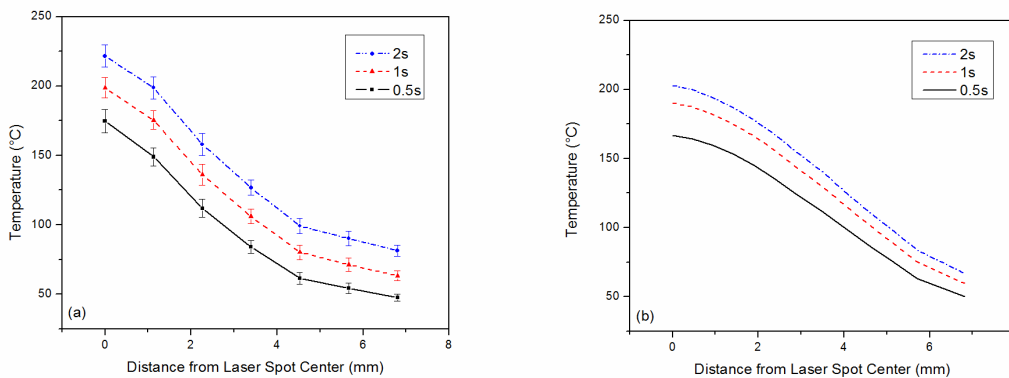 250
200
150
100
50
Temperature (°C)
2s
1s
0.5s
(a)
0
2
4
6
8
Distance from Laser Spot Center (mm)
250
200
150
100
50
Temperature (°C)
2s
1s
0.5s
(b)
0
2
4
6
Distance from Laser Spot Center (mm)